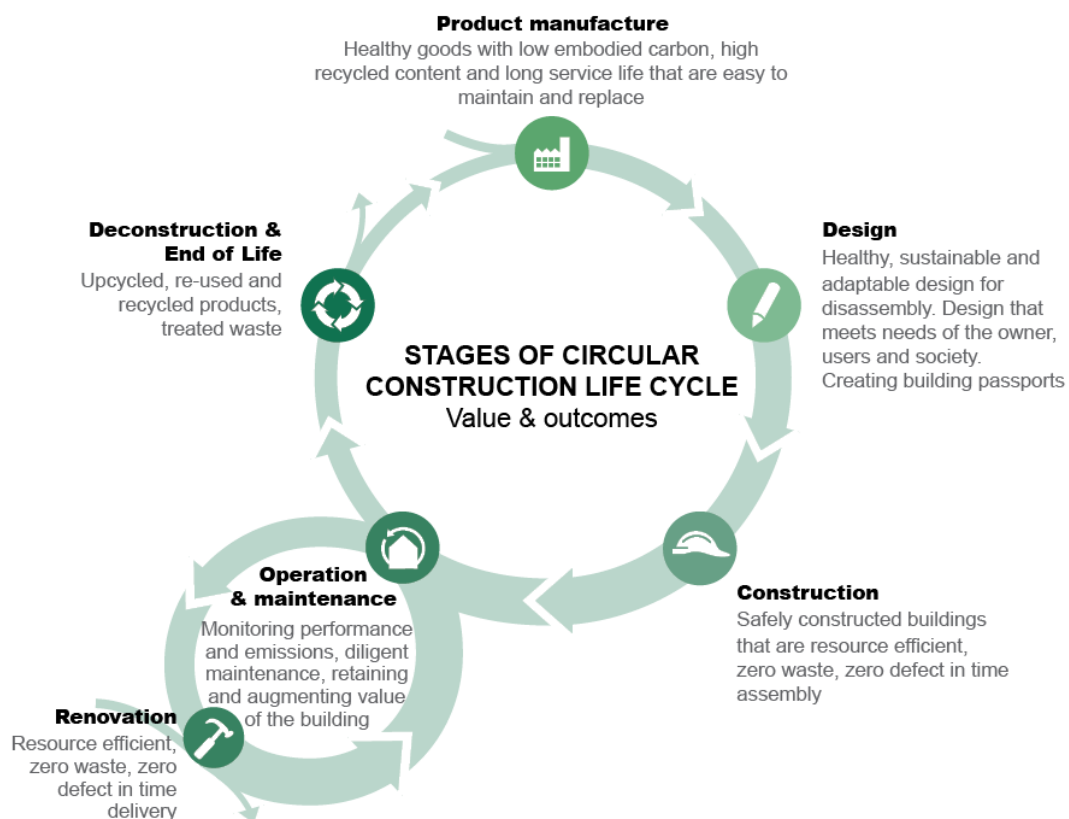 Product manufacture
Healthy goods with low embodied carbon, high
recycled content and long service life that are easy to
maintain and replace
Deconstruction &
End of Life
Upcycled, re-used and
recycled products,
treated waste
Design
Healthy, sustainable and
adaptable design for
disassembly. Design that
meets needs of the owner,
users and society.
Creating building passports
STAGES OF CIRCULAR
CONSTRUCTION LIFE CYCLE
Value & outcomes
Operation
& maintenance
Monitoring performance
and emissions, diligent
maintenance, retaining
and augmenting value
of the building
Construction
Safely constructed buildings
that are resource efficient,
zero waste, zero defect in time
assembly
Renovation
Resource efficient,
zero waste, zero
defect in time
delivery